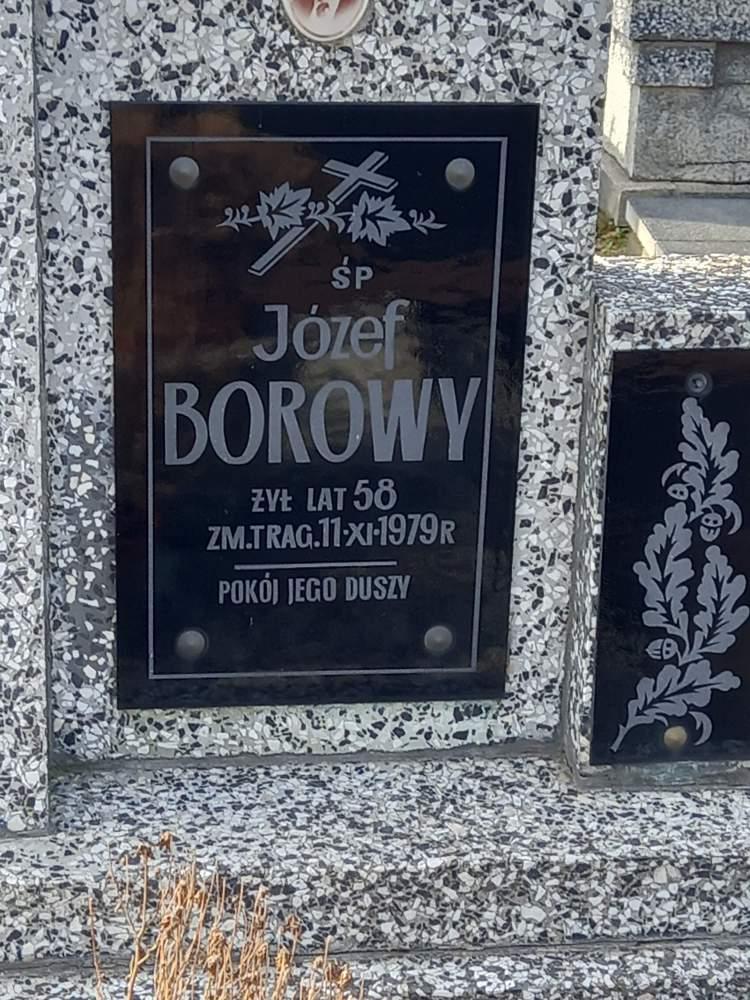 ŚP
Józef
BOROWY
ŻYŁ LAT 58
ZM.TRAG.11·XI·1979R
POKÓJ JEGO DUSZY